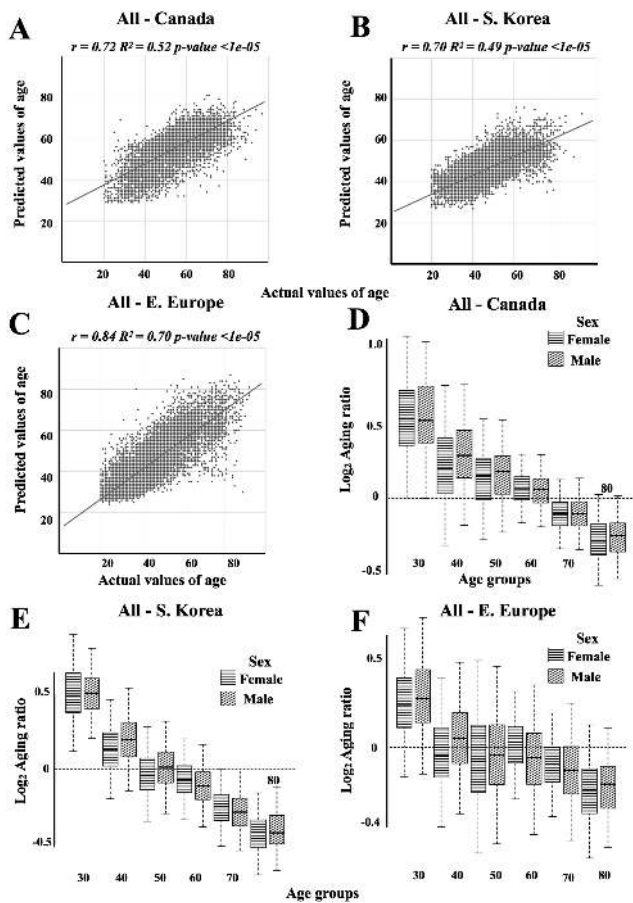 A
All - Canada
r = 0.72 R² = 0.52 p-value <1e-05
Predicted values of age
80
60
40
20
20 40 60 80
B
All - S. Korea
r = 0.70 R² = 0.49 p-value <1e-05
Predicted values of age
80
60
40
20
20 40 60 80
Actual values of age
C
All - E. Europe
r = 0.84 R² = 0.70 p-value <1e-05
Predicted values of age
80
60
40
20
20 40 60 80
Actual values of age
D
All - Canada
Sex
Female
Male
Log₂ Aging ratio
1.0
0.5
0
-0.5
80
30 40 50 60 70
Age groups
E
All - S. Korea
Sex
Female
Male
Log₂ Aging ratio
0.5
0
-0.5
80
30 40 50 60 70
F
All - E. Europe
Sex
Female
Male
Log₂ Aging ratio
0.5
0
-0.4
30 40 50 60 70 80
Age groups